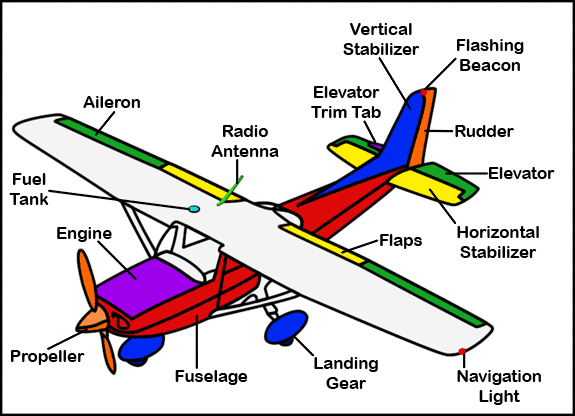 Vertical
Stabilizer
Flashing
Beacon
Elevator
Trim Tab
Aileron
Radio
Antenna
Rudder
Elevator
Fuel
Tank
Horizontal
Stabilizer
Engine
Flaps
Propeller
Fuselage
Landing
Gear
Navigation
Light